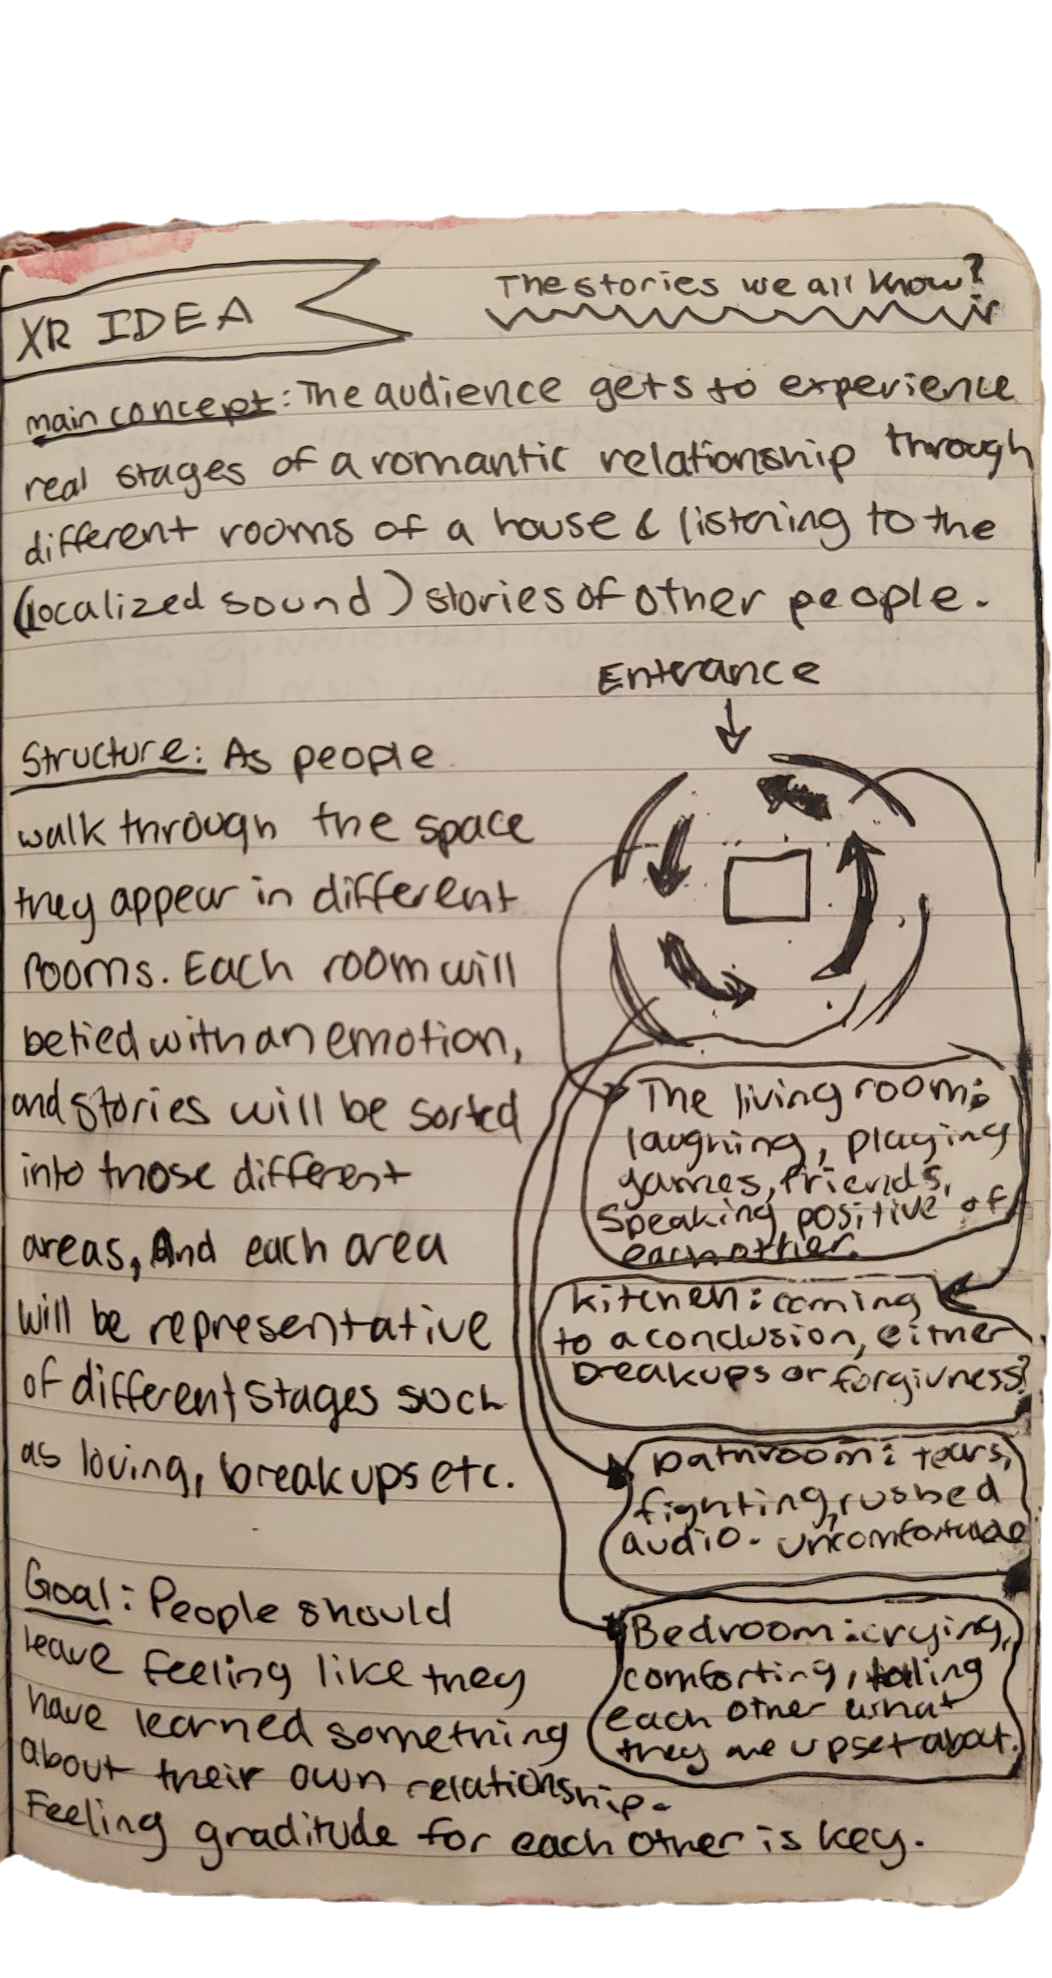 XR IDEA
The stories we all know?
main concept: The audience gets to experience
real stages of a romantic relationship through
different rooms of a house & listening to the
(localized sound) stories of other people.
Entrance
Structure: As people
walk through the space
they appear in different
rooms. Each room will
be tied with an emotion,
and stories will be sorted
into those different
areas, And each area
will be representative
of different stages such
as loving, breakups etc.
The living room:
laughing, playing
games, friends,
speaking positive of
each other.
kitchen: coming
to a conclusion, either
breakups or forgivness?
bathroom: tears,
fighting, rushed
audio. uncomfortable
Bedroom: crying,
comforting, telling
each other what
they are upset about.
Goal: People should
leave feeling like they
have learned something
about their own relationship.
Feeling graditude for each other is key.